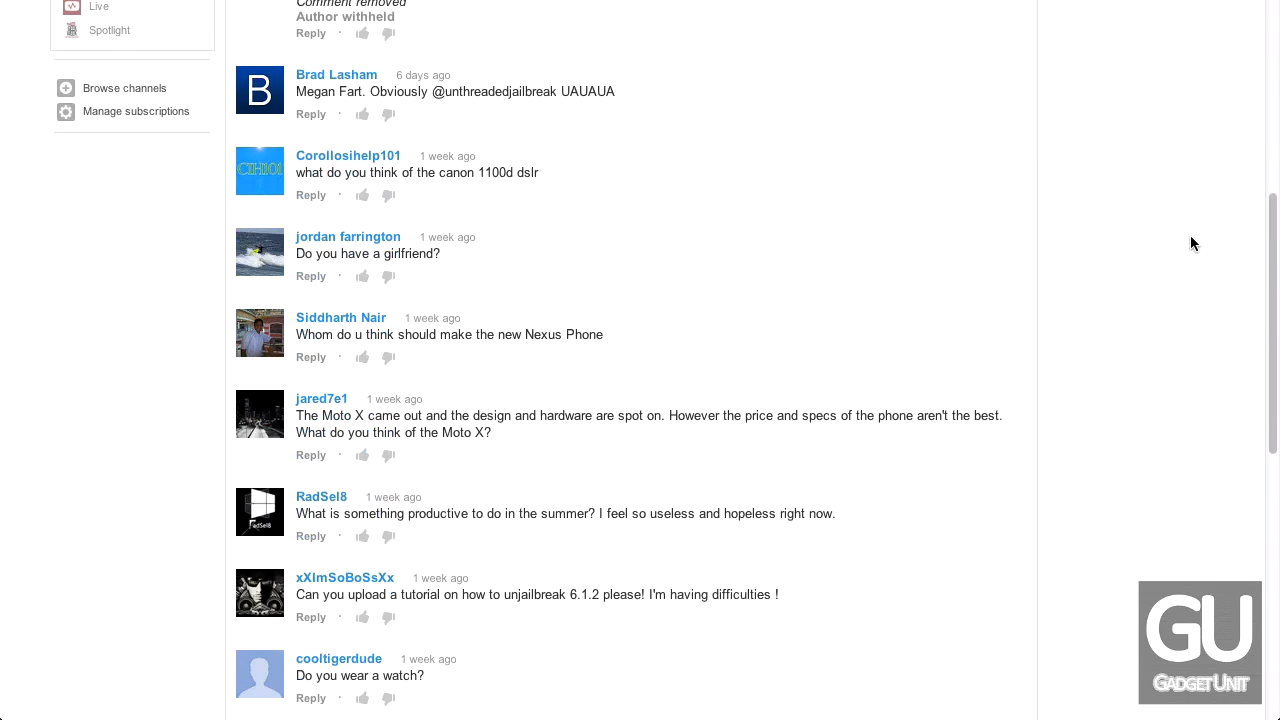 Live
Spotlight
Browse channels
Manage subscriptions
Comment removed
Author withheld
Reply ·
B
Brad Lasham 6 days ago
Megan Fart. Obviously @unthreadedjailbreak UAUAUA
Reply ·
CIH101
Corollosihelp101 1 week ago
what do you think of the canon 1100d dslr
Reply ·
jordan farrington 1 week ago
Do you have a girlfriend?
Reply ·
Siddharth Nair 1 week ago
Whom do u think should make the new Nexus Phone
Reply ·
jared7e1 1 week ago
The Moto X came out and the design and hardware are spot on. However the price and specs of the phone aren't the best.
What do you think of the Moto X?
Reply ·
RadSel8
RadSel8 1 week ago
What is something productive to do in the summer? I feel so useless and hopeless right now.
Reply ·
xXImSoBoSsXx 1 week ago
Can you upload a tutorial on how to unjailbreak 6.1.2 please! I'm having difficulties !
Reply ·
cooltigerdude 1 week ago
Do you wear a watch?
Reply ·
GU
GADGETUNIT